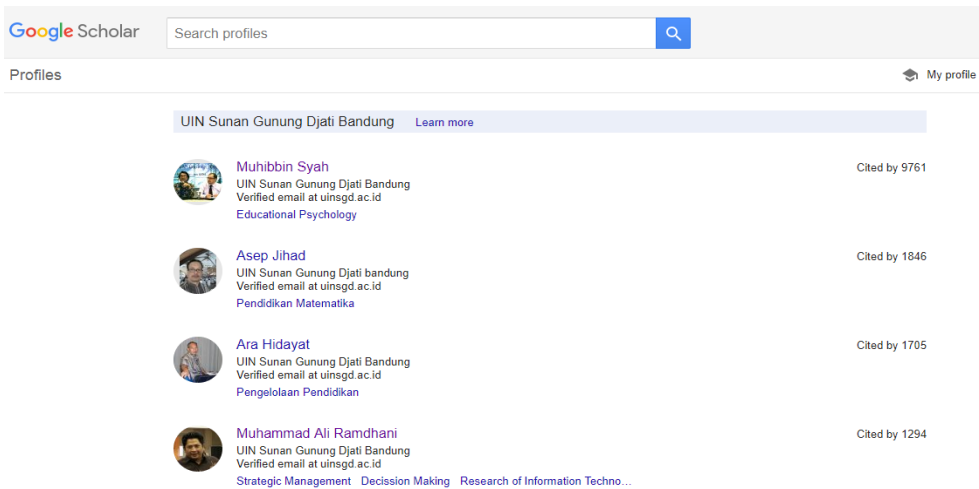 Google Scholar
Search profiles
Profiles
My profile
UIN Sunan Gunung Djati Bandung Learn more
Muhibbin Syah Cited by 9761
UIN Sunan Gunung Djati Bandung
Verified email at uinsgd.ac.id
Educational Psychology
Asep Jihad Cited by 1846
UIN Sunan Gunung Djati bandung
Verified email at uinsgd.ac.id
Pendidikan Matematika
Ara Hidayat Cited by 1705
UIN Sunan Gunung Djati Bandung
Verified email at uinsgd.ac.id
Pengelolaan Pendidikan
Muhammad Ali Ramdhani Cited by 1294
UIN Sunan Gunung Djati Bandung
Verified email at uinsgd.ac.id
Strategic Management Decission Making Research of Information Techno...